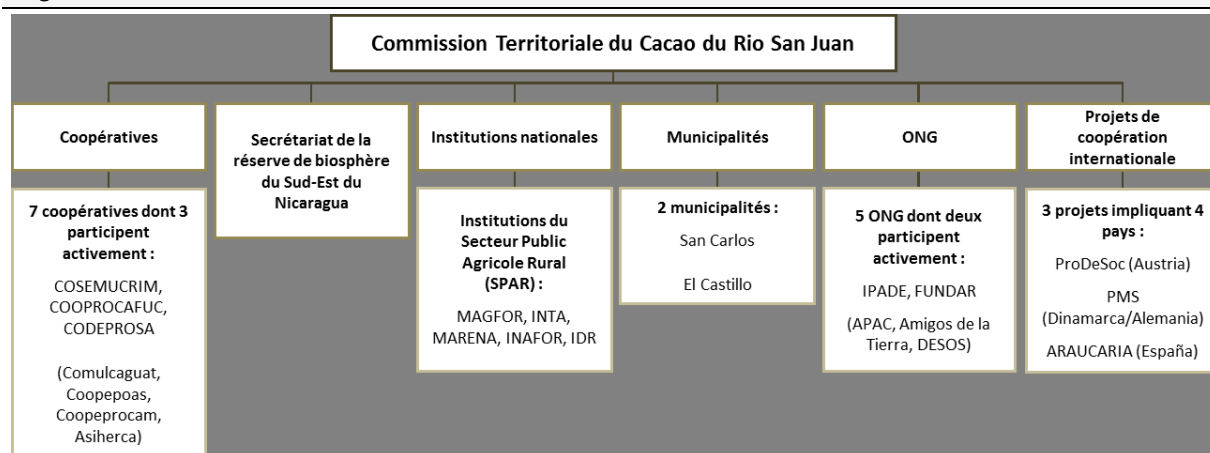 Commission Territoriale du Cacao du Rio San Juan
Coopératives
7 coopératives dont 3
participent
activement :
COSEMUCRIM,
COOPROCAFUC,
CODEPROSA
(Comulcaguat,
Coopepoas,
Coopeprocam,
Asiherca)
Secrétariat de la
réserve de biosphère
du Sud-Est du
Nicaragua
Institutions nationales
Institutions du
Secteur Public
Agricole Rural
(SPAR) :
MAGFOR, INTA,
MARENA, INAFOR, IDR
Municipalités
2 municipalités :
San Carlos
El Castillo
ONG
5 ONG dont deux
participent
activement :
IPADE, FUNDAR
(APAC, Amigos de la
Tierra, DESOS)
Projets de
coopération
internationale
3 projets impliquant 4
pays :
ProDeSoc (Austria)
PMS
(Dinamarca/Alemania)
ARAUCARIA (España)